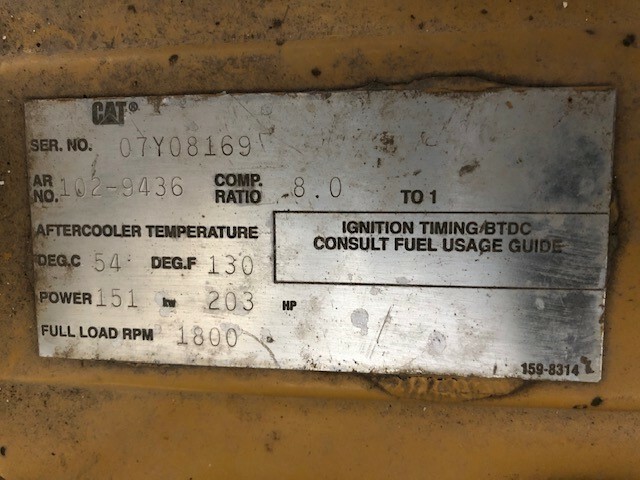 CAT®
SER. NO. 07Y08169
AR NO. 102-9436 COMP. RATIO 8.0 TO 1
AFTERCOOLER TEMPERATURE
IGNITION TIMING/BTDC
CONSULT FUEL USAGE GUIDE
DEG.C 54 DEG.F 130
POWER 151 kw 203 HP
FULL LOAD RPM 1800
159-8314